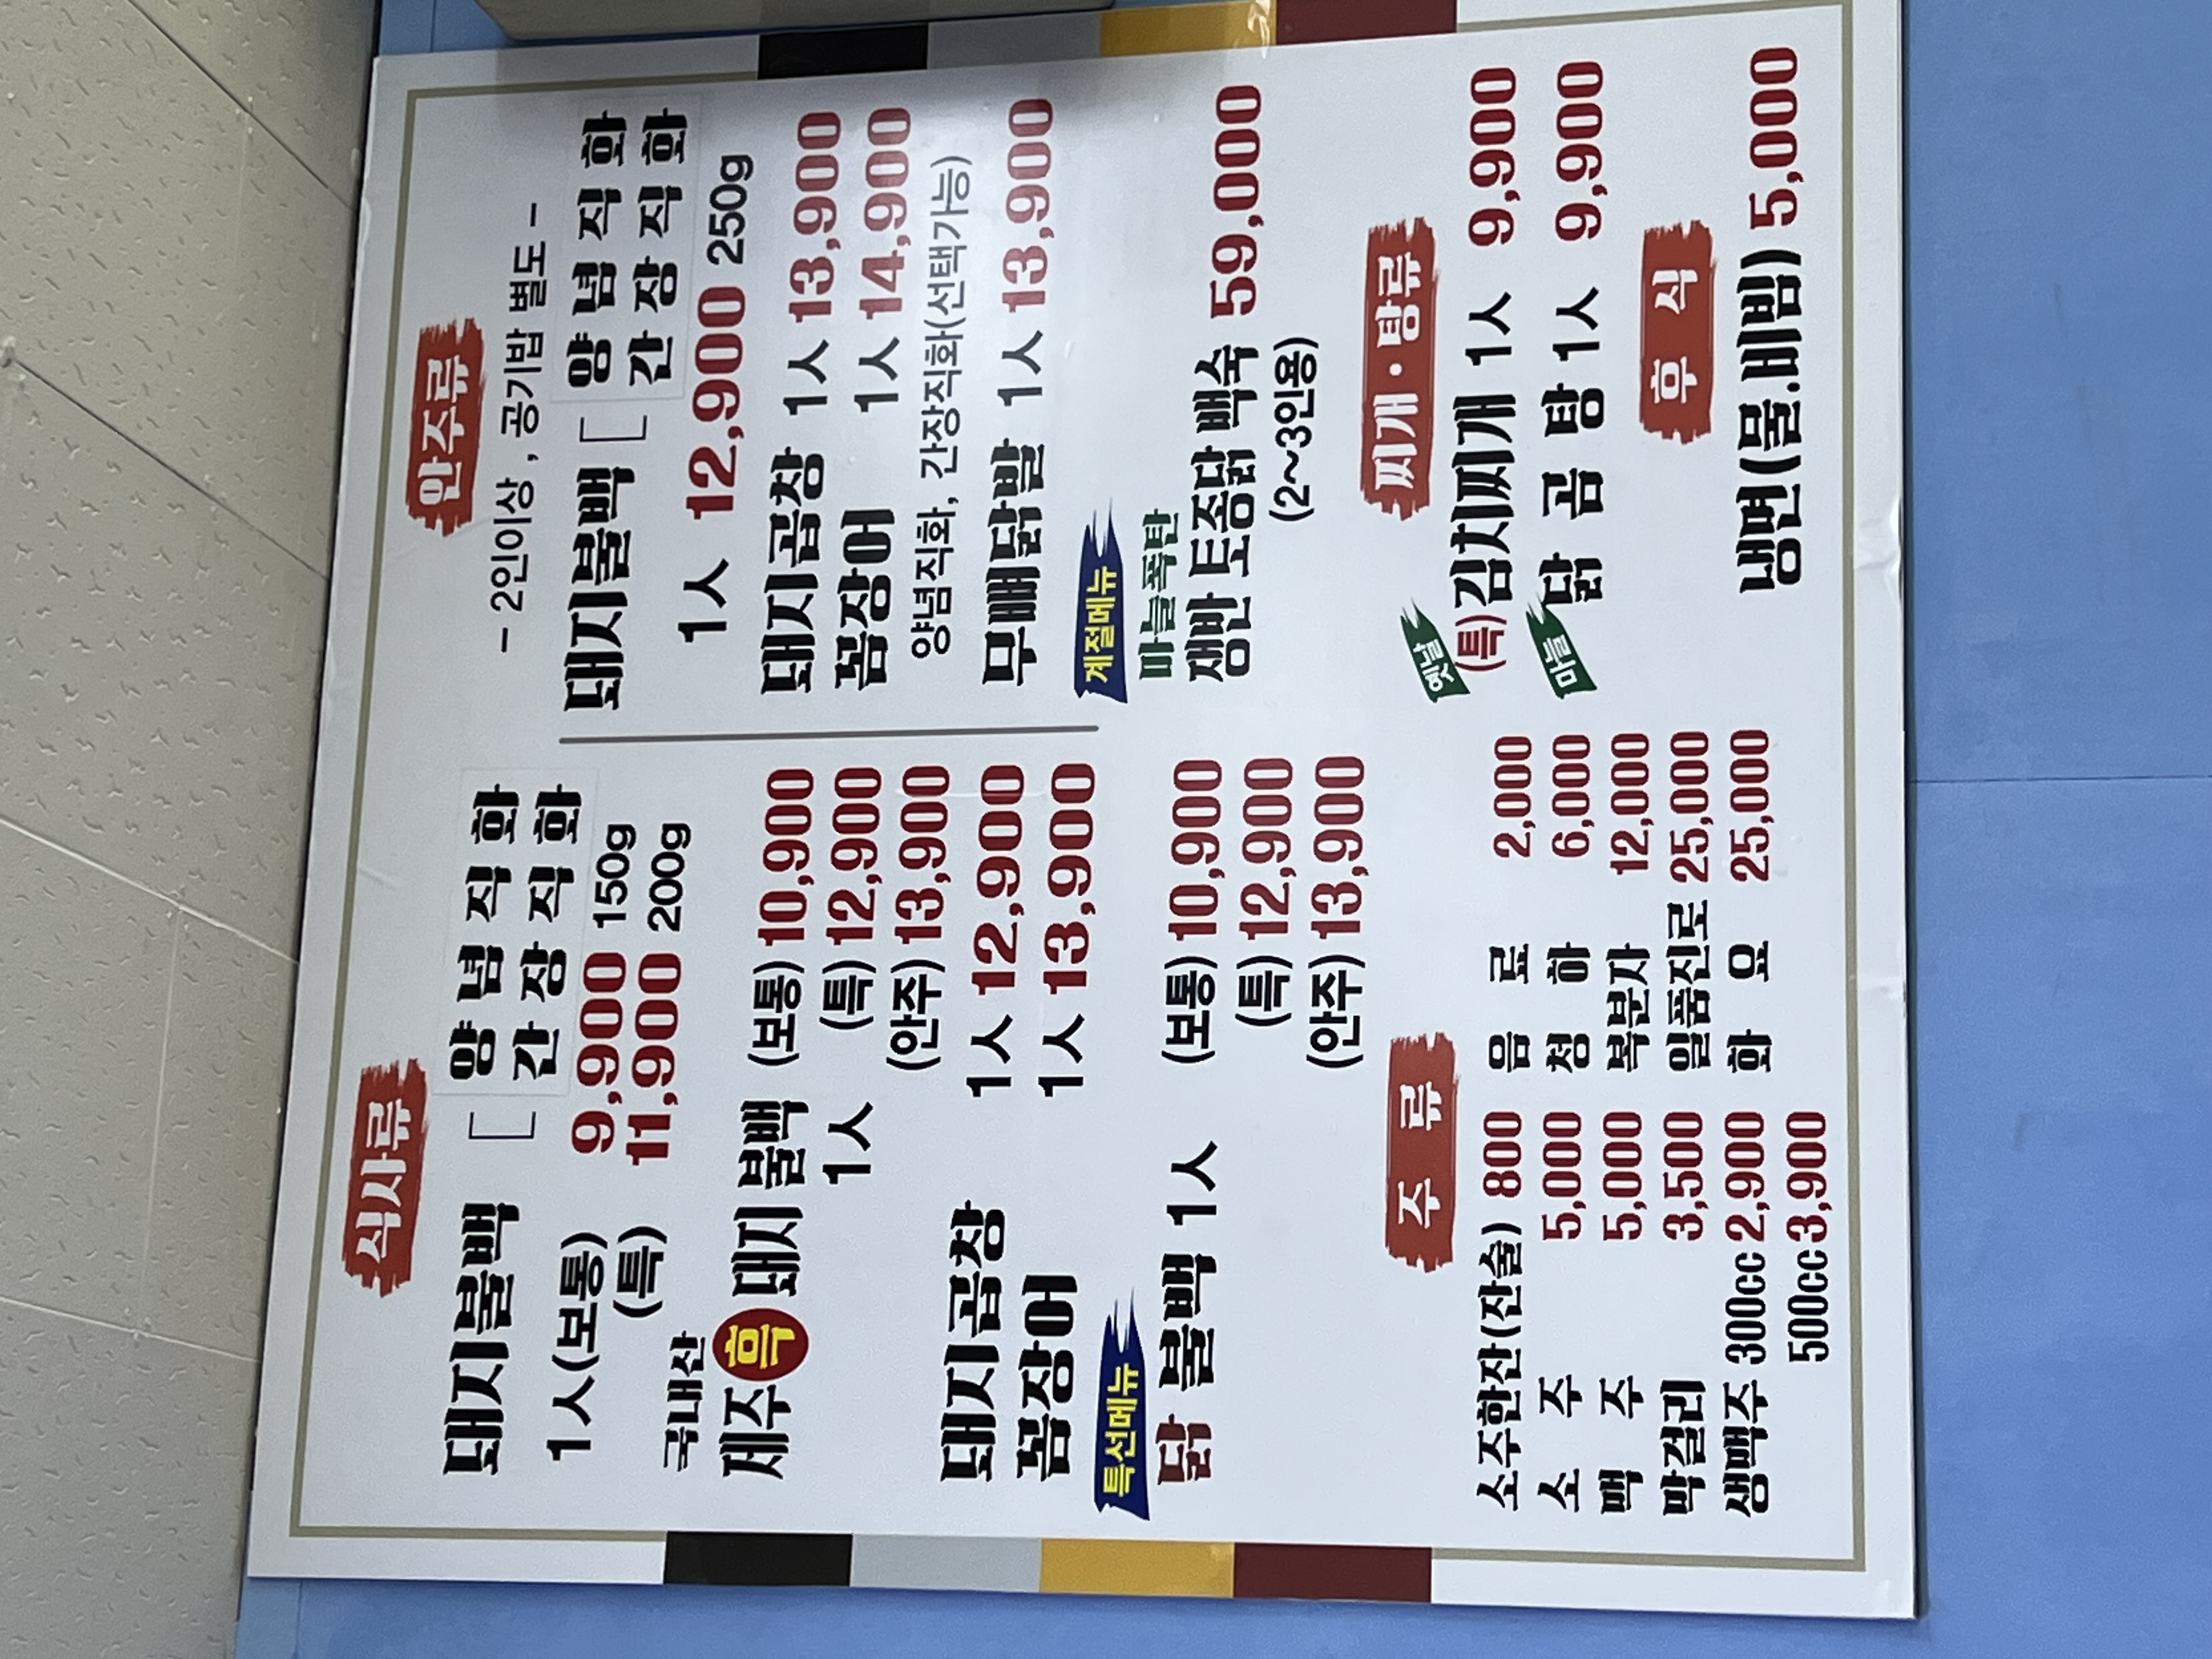 식사류
돼지불백 [ 양념직화
간장직화
1人(보통) 9,900 150g
(특) 11,900 200g
국내산
제주흑돼지 불백 (보통) 10,900
1人 (특) 12,900
(안주) 13,900
돼지곱창 1人 12,900
꼼장어 1人 13,900
특선메뉴
닭 불백 1人 (보통) 10,900
(특) 12,900
(안주) 13,900
주류
소주한잔(잔술) 800
소주 5,000
맥주 5,000
막걸리 3,500
생맥주 300cc 2,900
500cc 3,900
음료 2,000
청하 6,000
복분자 12,000
일품진로 25,000
화요 25,000
안주류
- 2인이상 , 공기밥 별도 -
돼지불백 [ 양념직화
간장직화
1人 12,900 250g
돼지곱창 1人 13,900
꼼장어 1人 14,900
양념직화, 간장직화(선택가능)
무뼈닭발 1人 13,900
계절메뉴
마늘폭탄
쟁반 토종닭 백숙 59,000
(2~3인용)
찌개·탕류
옛날
(특)김치찌개 1人 9,900
마늘
닭곰탕 1人 9,900
후식
냉면(물.비빔) 5,000